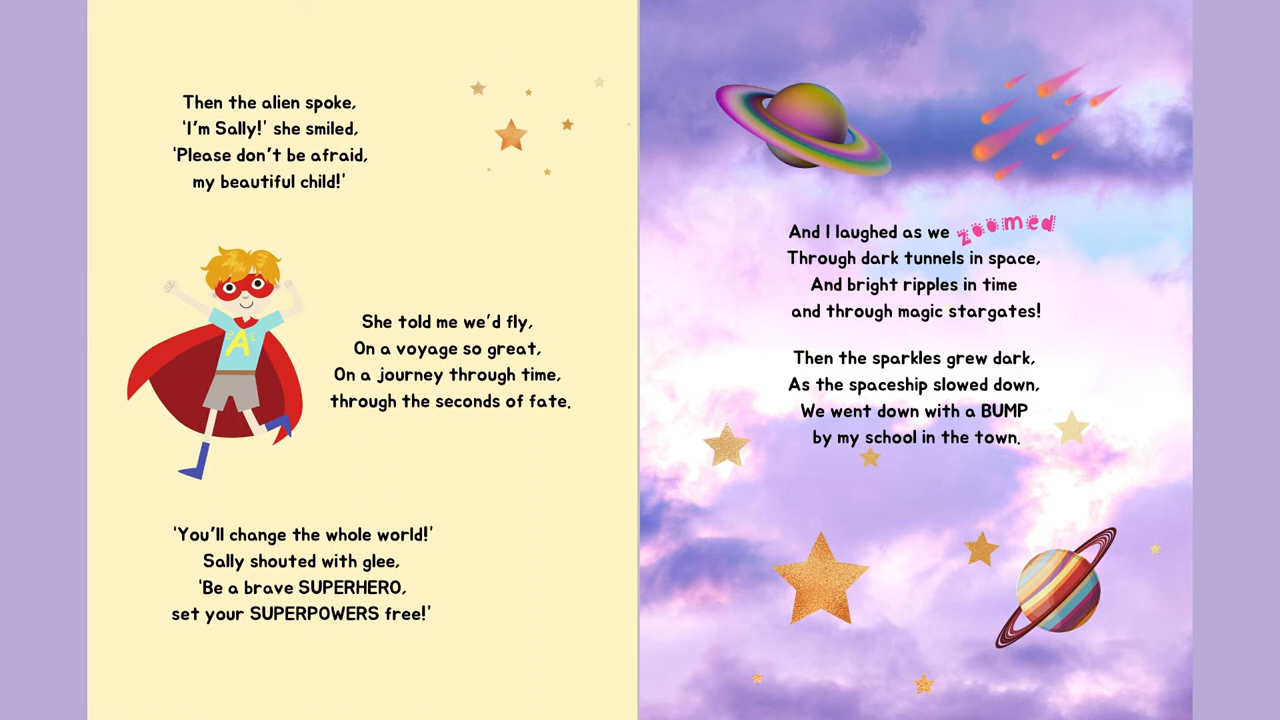 Then the alien spoke,
‘I’m Sally!’ she smiled,
‘Please don’t be afraid,
my beautiful child!’
A
She told me we’d fly,
On a voyage so great,
On a journey through time,
through the seconds of fate.
‘You’ll change the whole world!’
Sally shouted with glee,
‘Be a brave SUPERHERO,
set your SUPERPOWERS free!’
And I laughed as we zoomed
Through dark tunnels in space,
And bright ripples in time
and through magic stargates!
Then the sparkles grew dark,
As the spaceship slowed down,
We went down with a BUMP
by my school in the town.